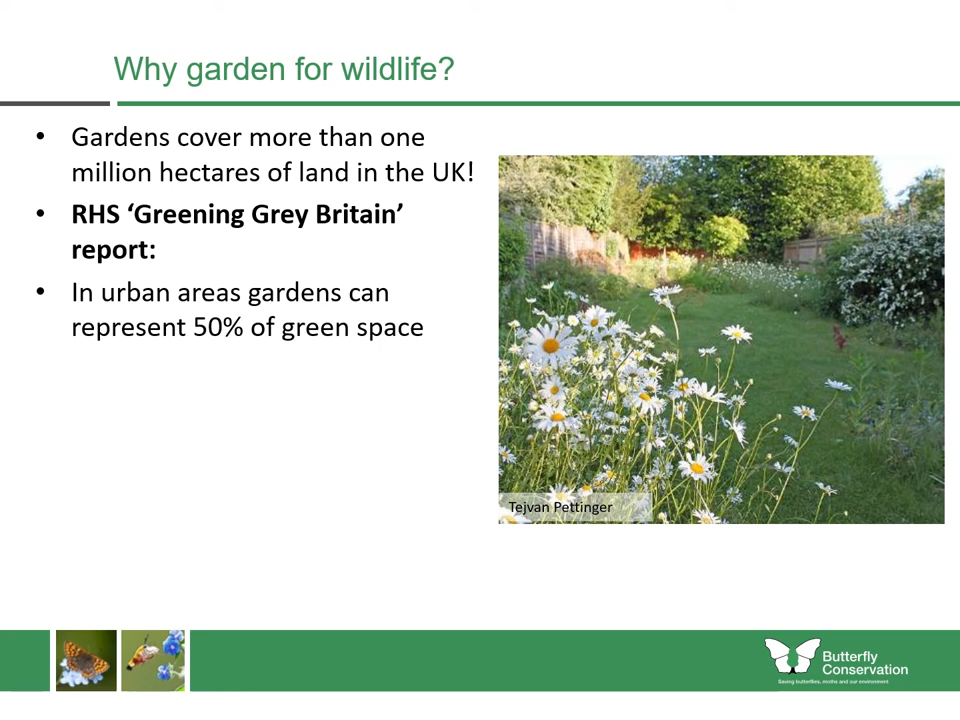 Why garden for wildlife?
• Gardens cover more than one
million hectares of land in the UK!
• RHS ‘Greening Grey Britain’
report:
• In urban areas gardens can
represent 50% of green space
Tejvan Pettinger
Butterfly
Conservation
Saving butterflies, moths and our environment